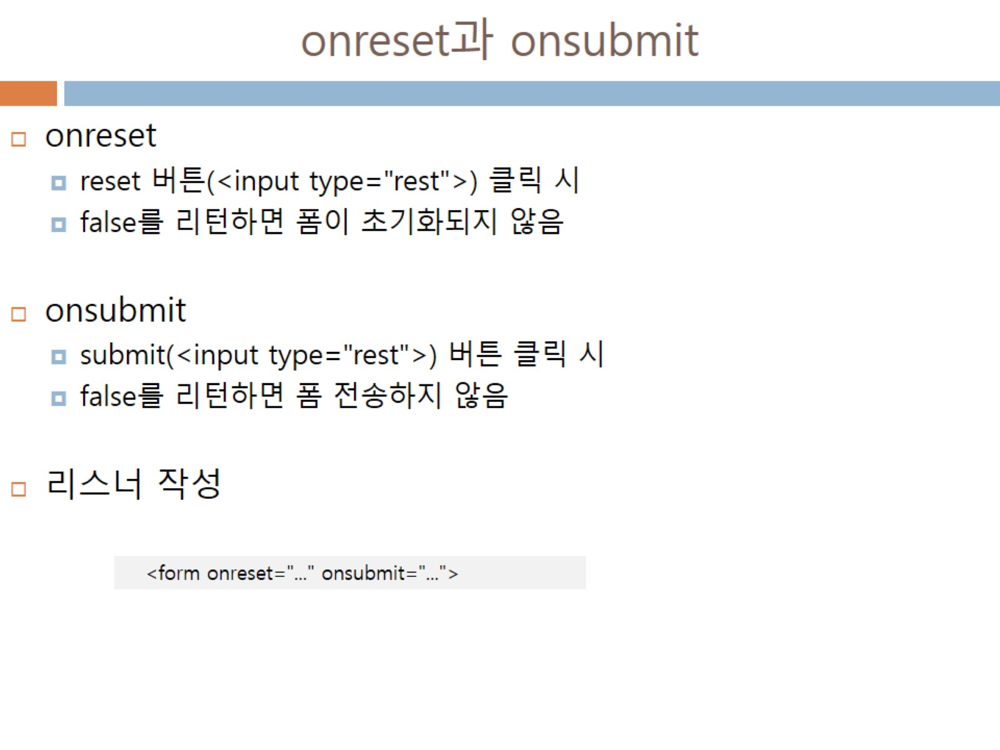 onreset과 onsubmit
onreset
reset 버튼(<input type="rest">) 클릭 시
false를 리턴하면 폼이 초기화되지 않음
onsubmit
submit(<input type="rest">) 버튼 클릭 시
false를 리턴하면 폼 전송하지 않음
리스너 작성
<form onreset="..." onsubmit="...">